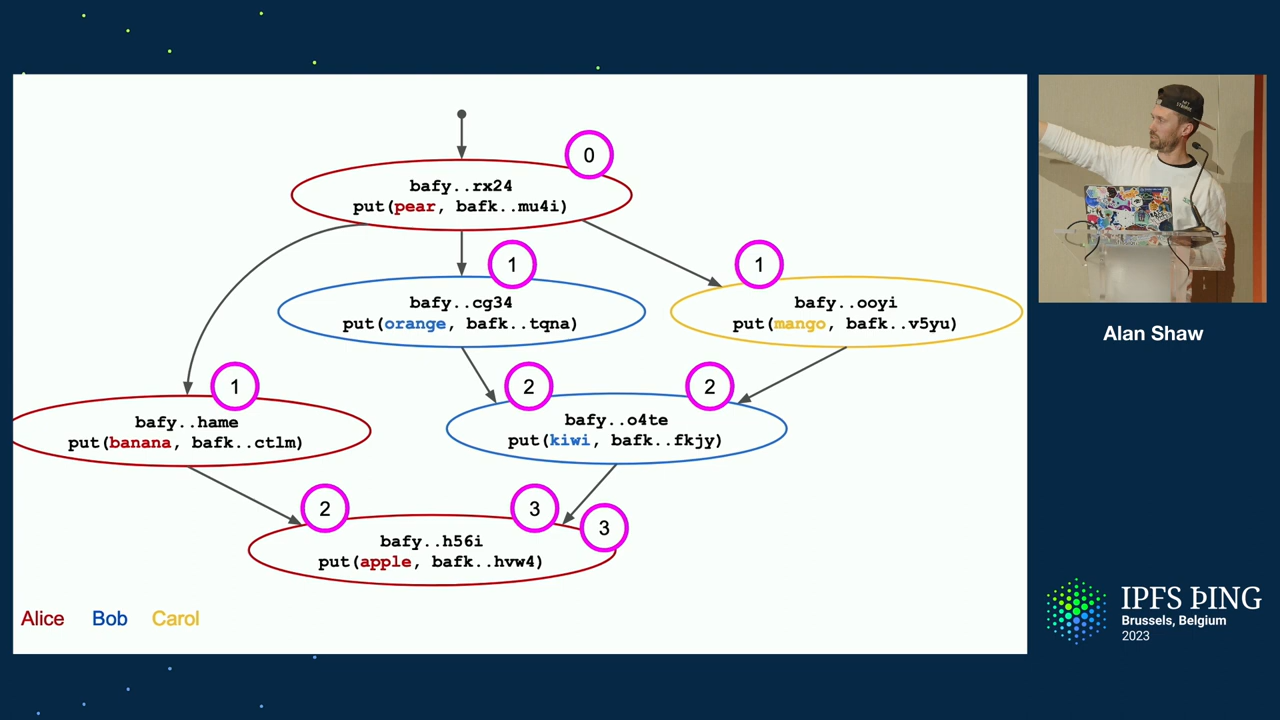 0
bafy..rx24
put(pear, bafk..mu4i)
1
1
bafy..cg34
put(orange, bafk..tqna)
bafy..ooyi
put(mango, bafk..v5yu)
1
2
2
bafy..hame
put(banana, bafk..ctlm)
bafy..o4te
put(kiwi, bafk..fkjy)
2
3
3
bafy..h56i
put(apple, bafk..hvw4)
Alice Bob Carol
Alan Shaw
IPFS ÞING
Brussels, Belgium
2023